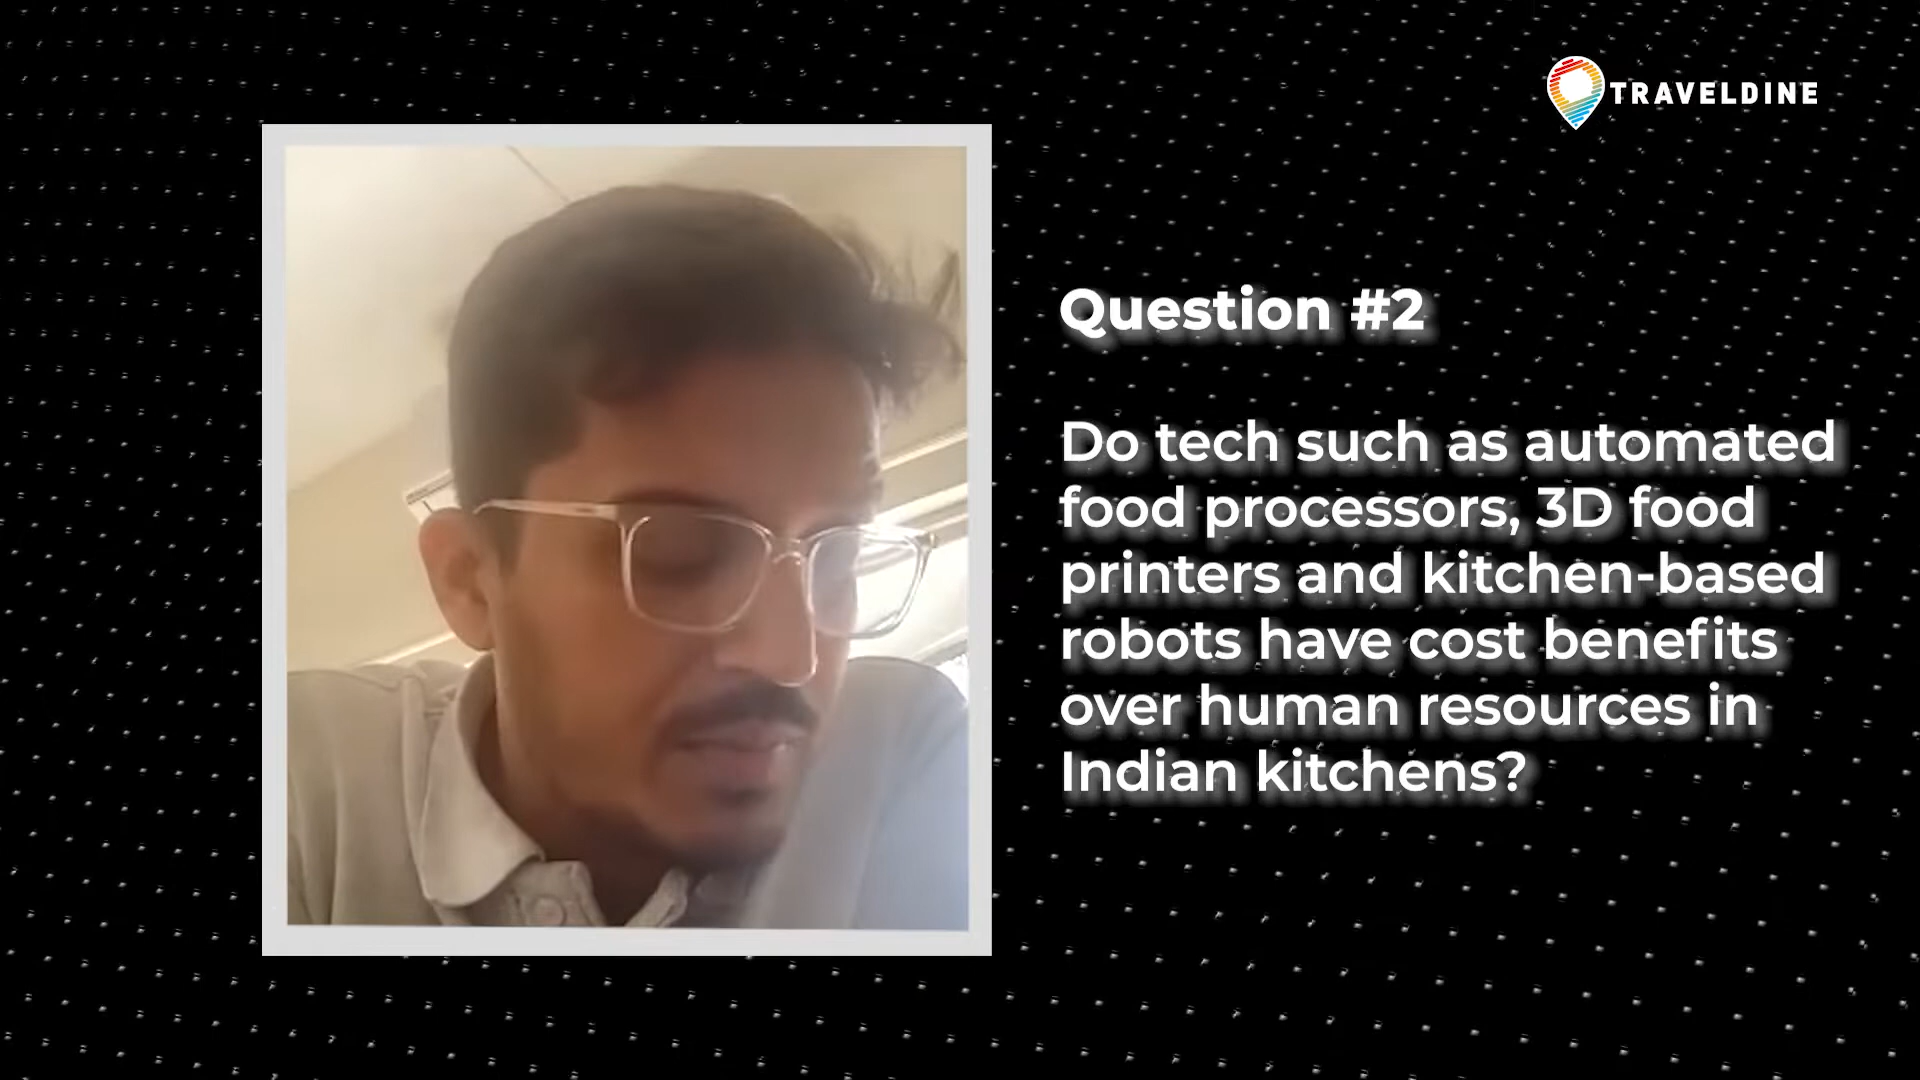 TRAVELDINE
Question #2
Do tech such as automated
food processors, 3D food
printers and kitchen-based
robots have cost benefits
over human resources in
Indian kitchens?